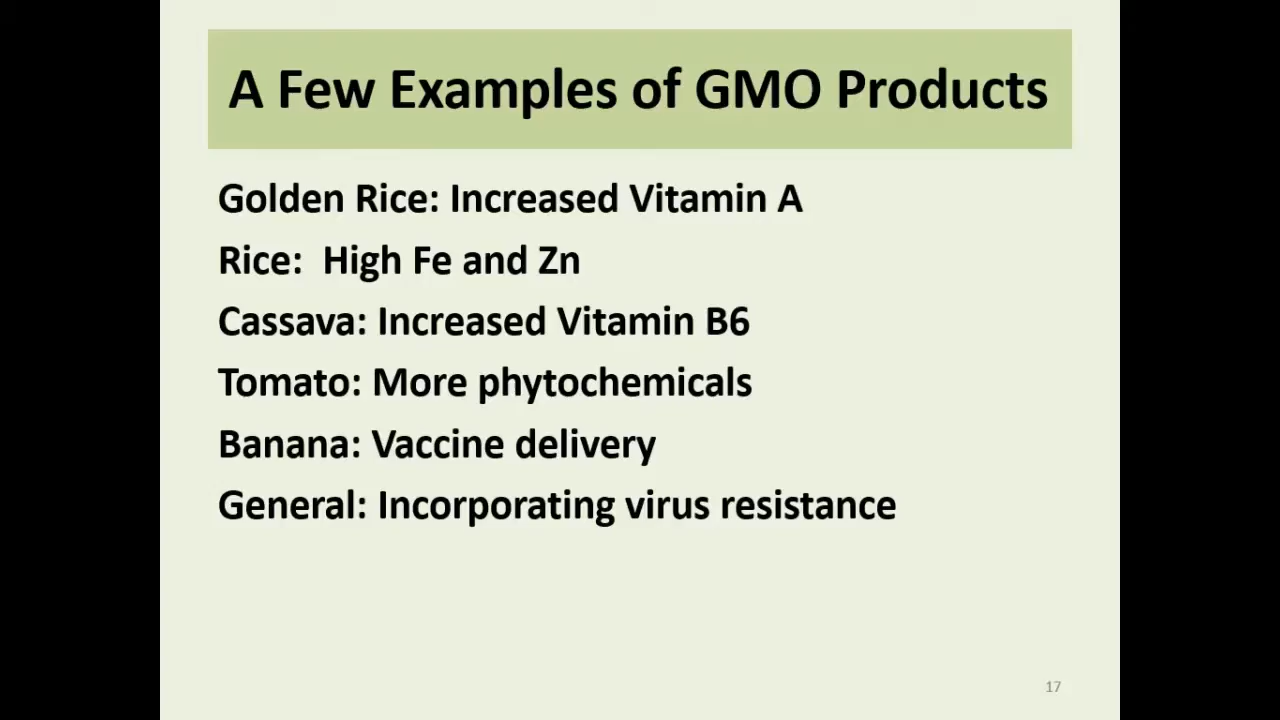 A Few Examples of GMO Products
Golden Rice: Increased Vitamin A
Rice:  High Fe and Zn
Cassava: Increased Vitamin B6
Tomato: More phytochemicals
Banana: Vaccine delivery
General: Incorporating virus resistance
17